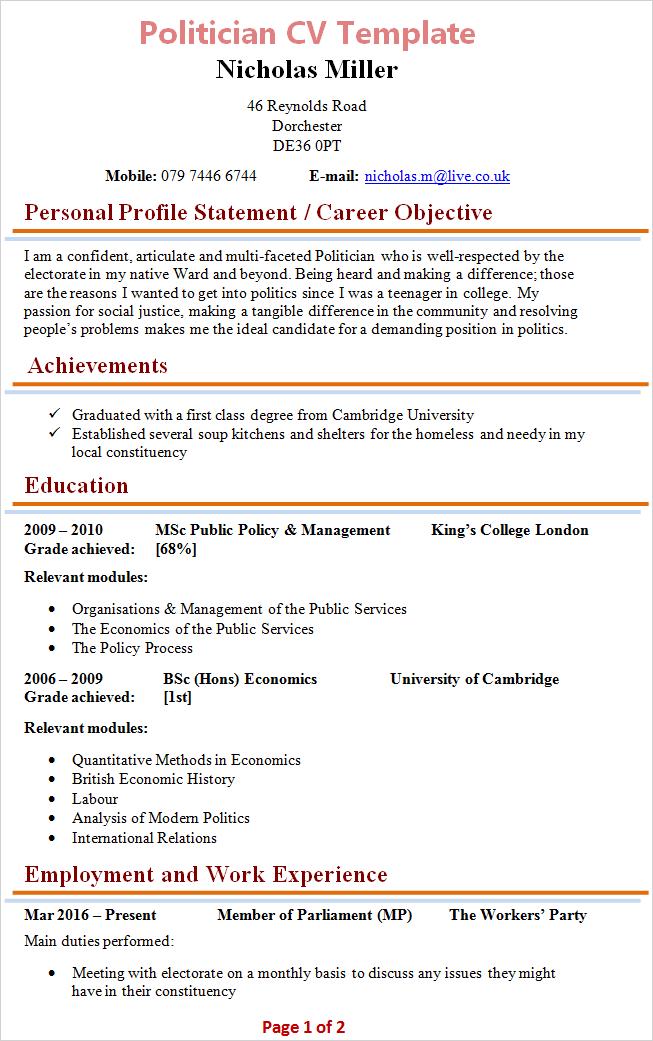 Politician CV Template
Nicholas Miller
46 Reynolds Road
Dorchester
DE36 0PT
Mobile: 079 7446 6744 E-mail: nicholas.m@live.co.uk
Personal Profile Statement / Career Objective
I am a confident, articulate and multi-faceted Politician who is well-respected by the
electorate in my native Ward and beyond. Being heard and making a difference; those
are the reasons I wanted to get into politics since I was a teenager in college. My
passion for social justice, making a tangible difference in the community and resolving
people's problems makes me the ideal candidate for a demanding position in politics.
Achievements
✓ Graduated with a first class degree from Cambridge University
✓ Established several soup kitchens and shelters for the homeless and needy in my
local constituency
Education
2009 – 2010 MSc Public Policy & Management King's College London
Grade achieved: [68%]
Relevant modules:
• Organisations & Management of the Public Services
• The Economics of the Public Services
• The Policy Process
2006 – 2009 BSc (Hons) Economics University of Cambridge
Grade achieved: [1st]
Relevant modules:
• Quantitative Methods in Economics
• British Economic History
• Labour
• Analysis of Modern Politics
• International Relations
Employment and Work Experience
Mar 2016 – Present Member of Parliament (MP) The Workers' Party
Main duties performed:
• Meeting with electorate on a monthly basis to discuss any issues they might
have in their constituency
Page 1 of 2